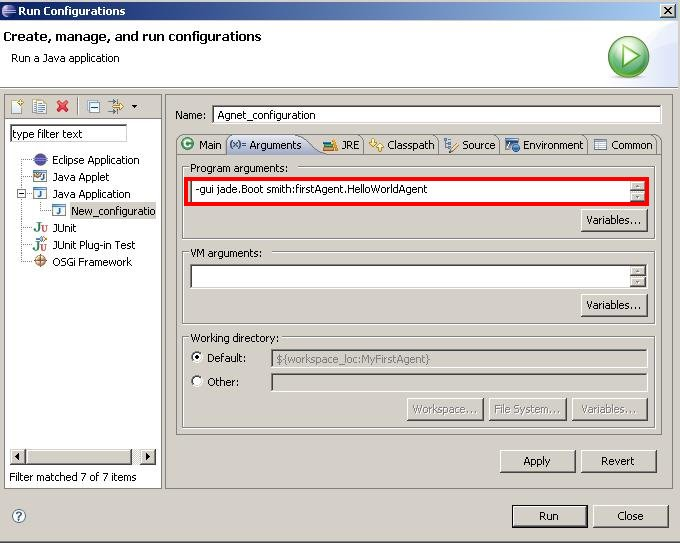 Run Configurations
Create, manage, and run configurations
Run a Java application
type filter text
Eclipse Application
Java Applet
Java Application
New_configuratio
JUnit
JUnit Plug-in Test
OSGi Framework
Filter matched 7 of 7 items
Name: Agnet_configuration
Main (x)= Arguments JRE Classpath Source Environment Common
Program arguments:
-gui jade.Boot smith:firstAgent.HelloWorldAgent
Variables...
VM arguments:
Variables...
Working directory:
Default: ${workspace_loc:MyFirstAgent}
Other:
Workspace... File System... Variables...
Apply Revert
Run Close